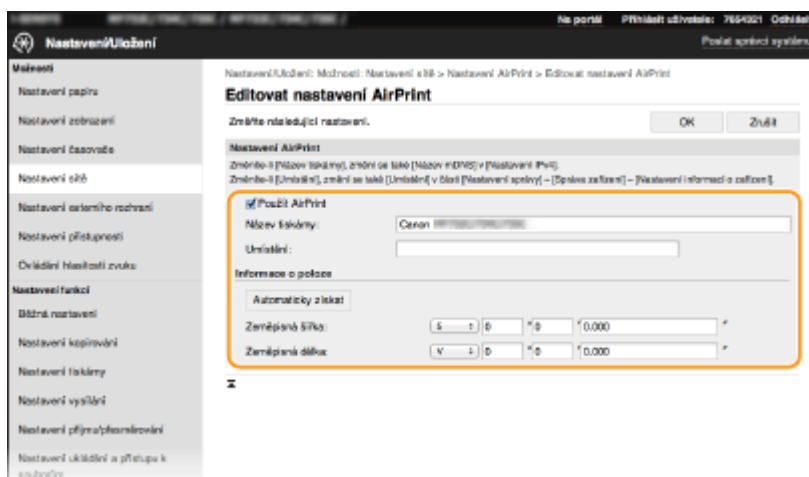 Na portál Přihlásit uživatele: 7654321 Odhlásit
Nastavení/Uložení
Poslat správci systému
Možnosti
Nastavení papíru
Nastavení zobrazení
Nastavení časovače
Nastavení sítě
Nastavení externího rozhraní
Nastavení přístupnosti
Ovládání hlasitosti zvuku
Nastavení funkcí
Běžná nastavení
Nastavení kopírování
Nastavení tiskárny
Nastavení vysílání
Nastavení příjmu/přesměrování
Nastavení ukládání a přístupu k
souborům
Nastavení/Uložení: Možnosti: Nastavení sítě > Nastavení AirPrint > Editovat nastavení AirPrint
Editovat nastavení AirPrint
Změňte následující nastavení.
OK Zrušit
Nastavení AirPrint
Změníte-li [Název tiskárny], změní se také [Název mDNS] v [Nastavení IPv4].
Změníte-li [Umístění], změní se také [Umístění] v části [Nastavení správy] – [Správa zařízení] – [Nastavení informací o zařízení].
Použít AirPrint
Název tiskárny: Canon
Umístění:
Informace o poloze
Automaticky získat
Zeměpisná šířka: S 0 ° 0 ' 0.000 "
Zeměpisná délka: V 0 ° 0 ' 0.000 "